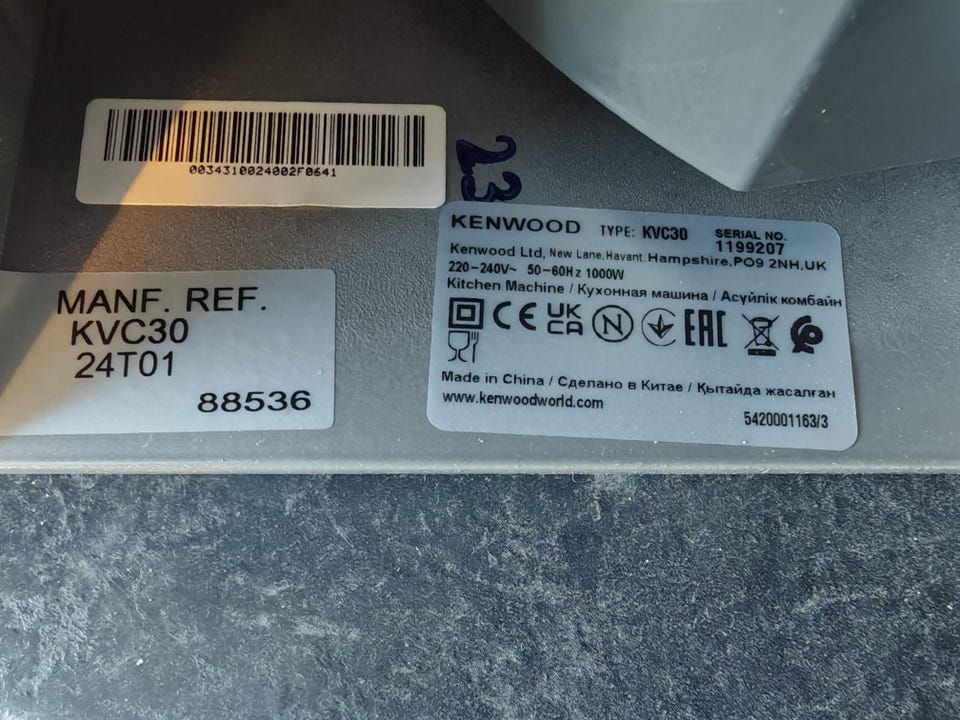 0034310024002F0641
23
KENWOOD TYPE: KVC30 SERIAL NO. 1199207
Kenwood Ltd, New Lane, Havant, Hampshire, PO9 2NH, UK
220-240V~ 50-60Hz 1000W
Kitchen Machine / Кухонная машина / Асүйлік комбайн
CE UK CA N EAC
Made in China / Сделано в Китае / Қытайда жасалған
www.kenwoodworld.com
5420001163/3
MANF. REF.
KVC30
24T01
88536